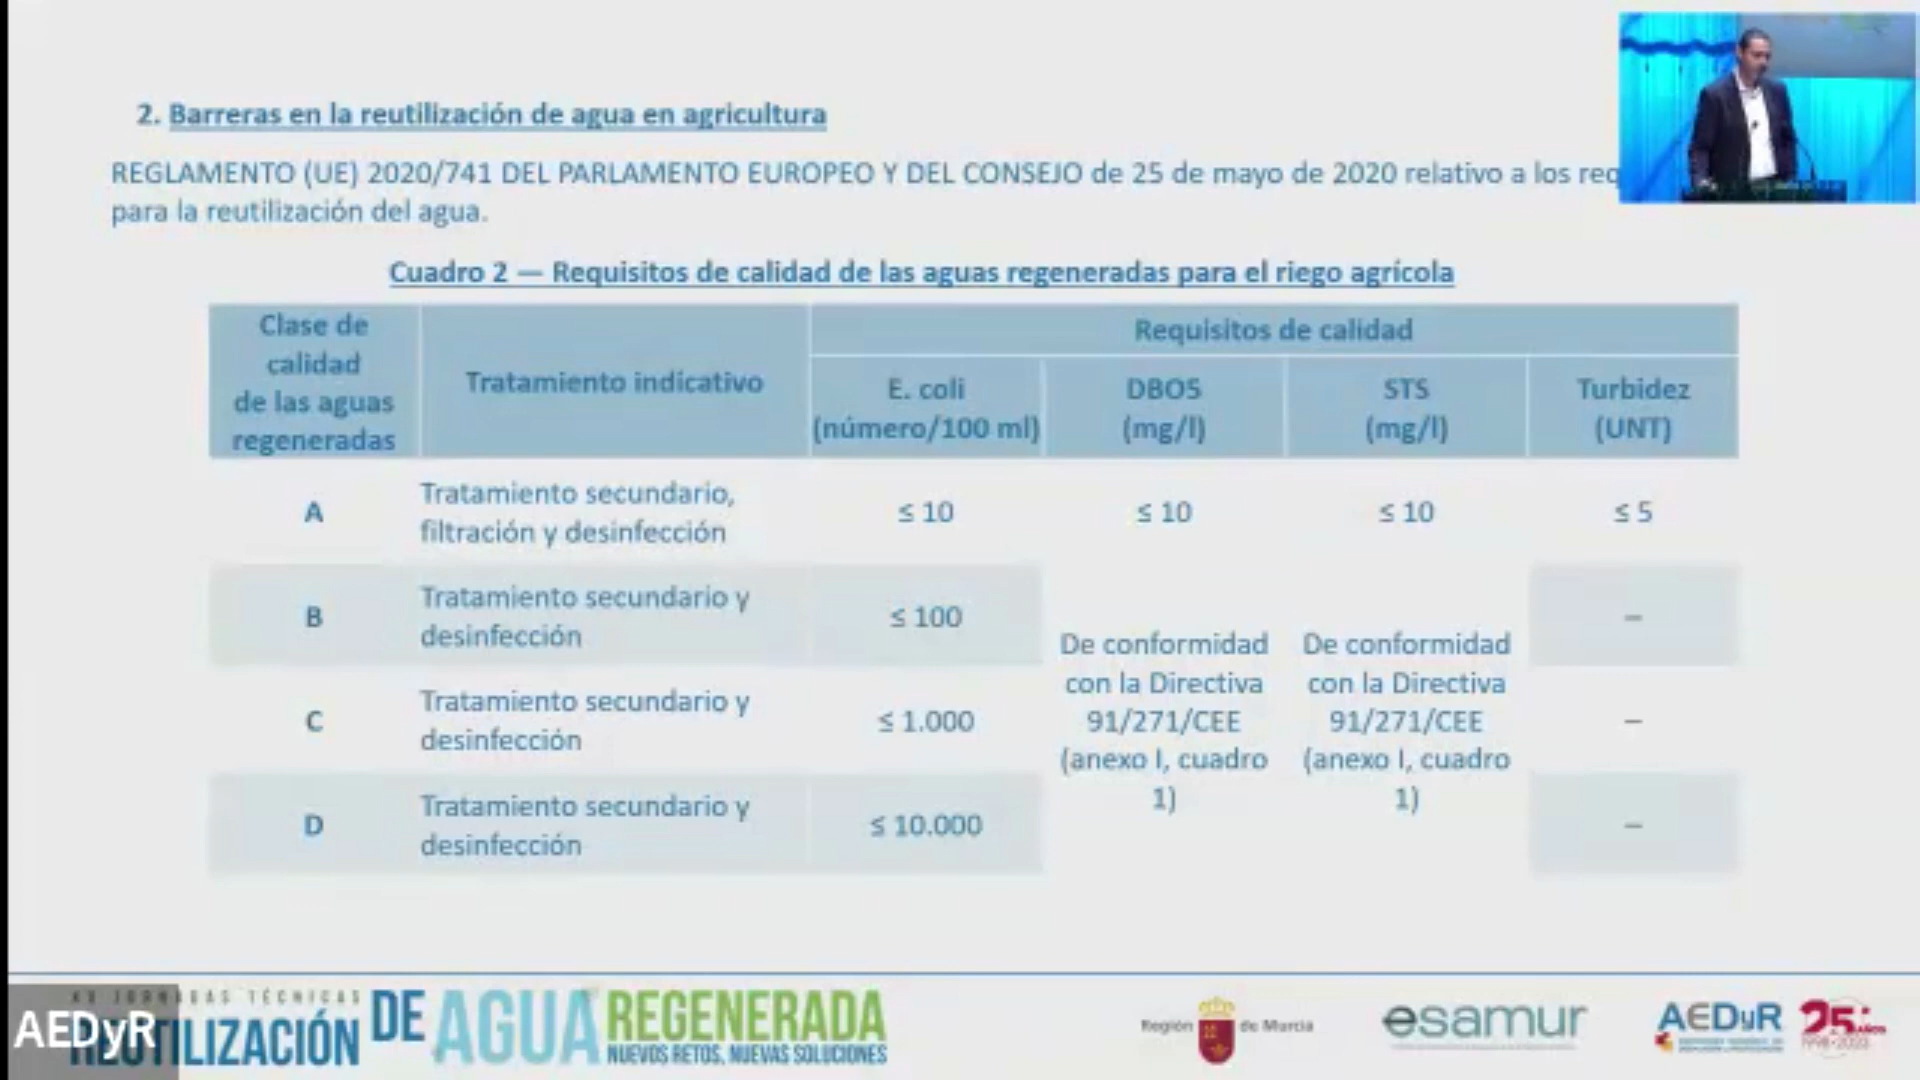 2. Barreras en la reutilización de agua en agricultura
REGLAMENTO (UE) 2020/741 DEL PARLAMENTO EUROPEO Y DEL CONSEJO de 25 de mayo de 2020 relativo a los req
para la reutilización del agua.
Cuadro 2 — Requisitos de calidad de las aguas regeneradas para el riego agrícola
Clase de
calidad
de las aguas
regeneradas
Tratamiento indicativo
Requisitos de calidad
E. coli
(número/100 ml)
DBO5
(mg/l)
STS
(mg/l)
Turbidez
(UNT)
A
Tratamiento secundario,
filtración y desinfección
≤ 10
≤ 10
≤ 10
≤ 5
B
Tratamiento secundario y
desinfección
≤ 100
–
C
Tratamiento secundario y
desinfección
≤ 1.000
–
D
Tratamiento secundario y
desinfección
≤ 10.000
–
De conformidad
con la Directiva
91/271/CEE
(anexo I, cuadro
1)
De conformidad
con la Directiva
91/271/CEE
(anexo I, cuadro
1)
JORNADAS TÉCNICAS
REUTILIZACIÓN DE AGUA REGENERADA
NUEVOS RETOS, NUEVAS SOLUCIONES
AEDyR
Región de Murcia
esamur
AEDyR
25 AÑOS